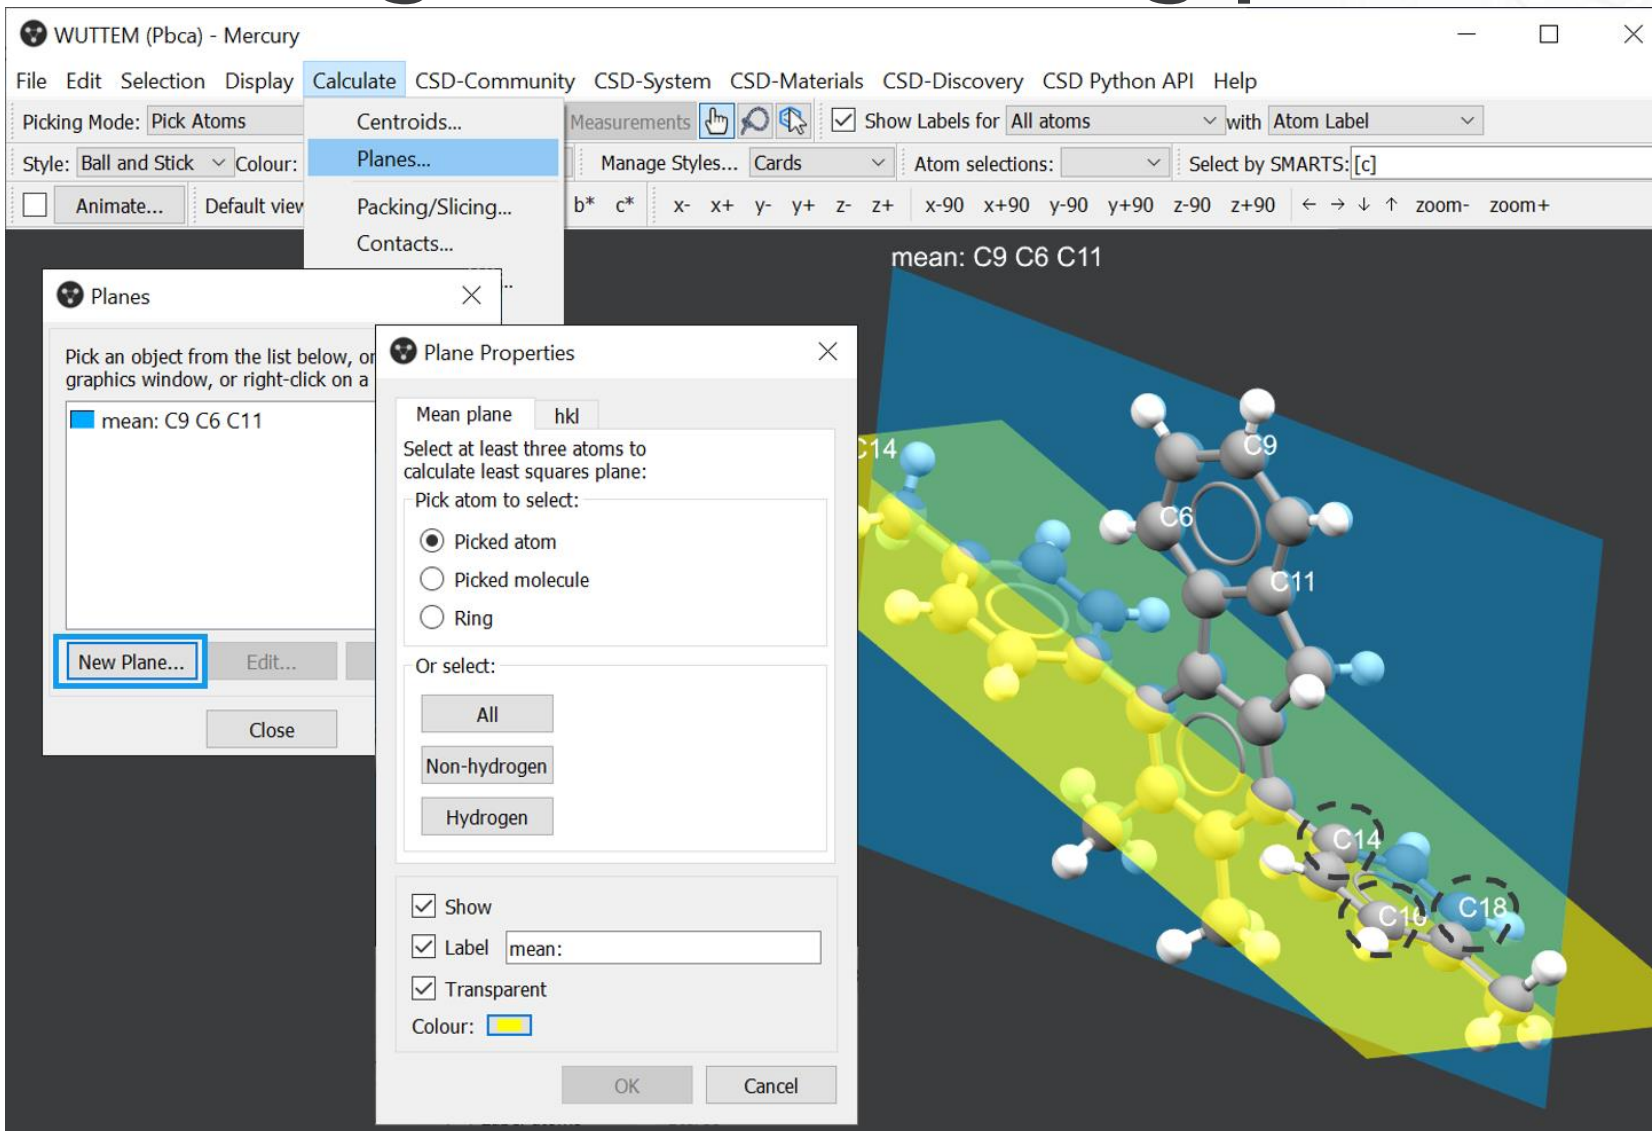 WUTTEM (Pbca) - Mercury
File Edit Selection Display Calculate CSD-Community CSD-System CSD-Materials CSD-Discovery CSD Python API Help
Picking Mode: Pick Atoms Measurements Show Labels for All atoms with Atom Label
Style: Ball and Stick Colour: Manage Styles... Cards Atom selections: Select by SMARTS: [c]
Animate... Default view b* c* x- x+ y- y+ z- z+ x-90 x+90 y-90 y+90 z-90 z+90 ← → ↓ ↑ zoom- zoom+
Centroids...
Planes...
Packing/Slicing...
Contacts...
Planes
Pick an object from the list below, or
graphics window, or right-click on a
mean: C9 C6 C11
New Plane... Edit...
Close
Plane Properties
Mean plane hkl
Select at least three atoms to
calculate least squares plane:
Pick atom to select:
Picked atom
Picked molecule
Ring
Or select:
All
Non-hydrogen
Hydrogen
Show
Label mean:
Transparent
Colour:
OK Cancel
mean: C9 C6 C11
C14
C9
C6
C11
C14
C16 C18